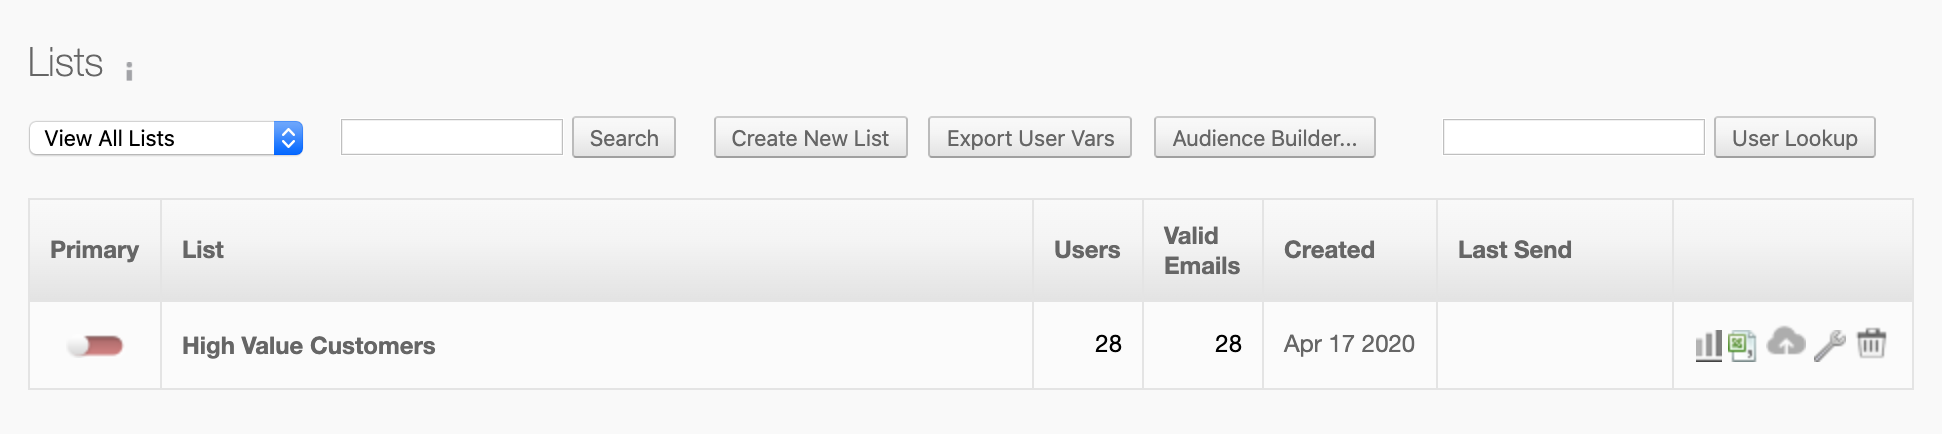 Lists
View All Lists Search Create New List Export User Vars Audience Builder... User Lookup
Primary List Users Valid Emails Created Last Send
High Value Customers 28 28 Apr 17 2020